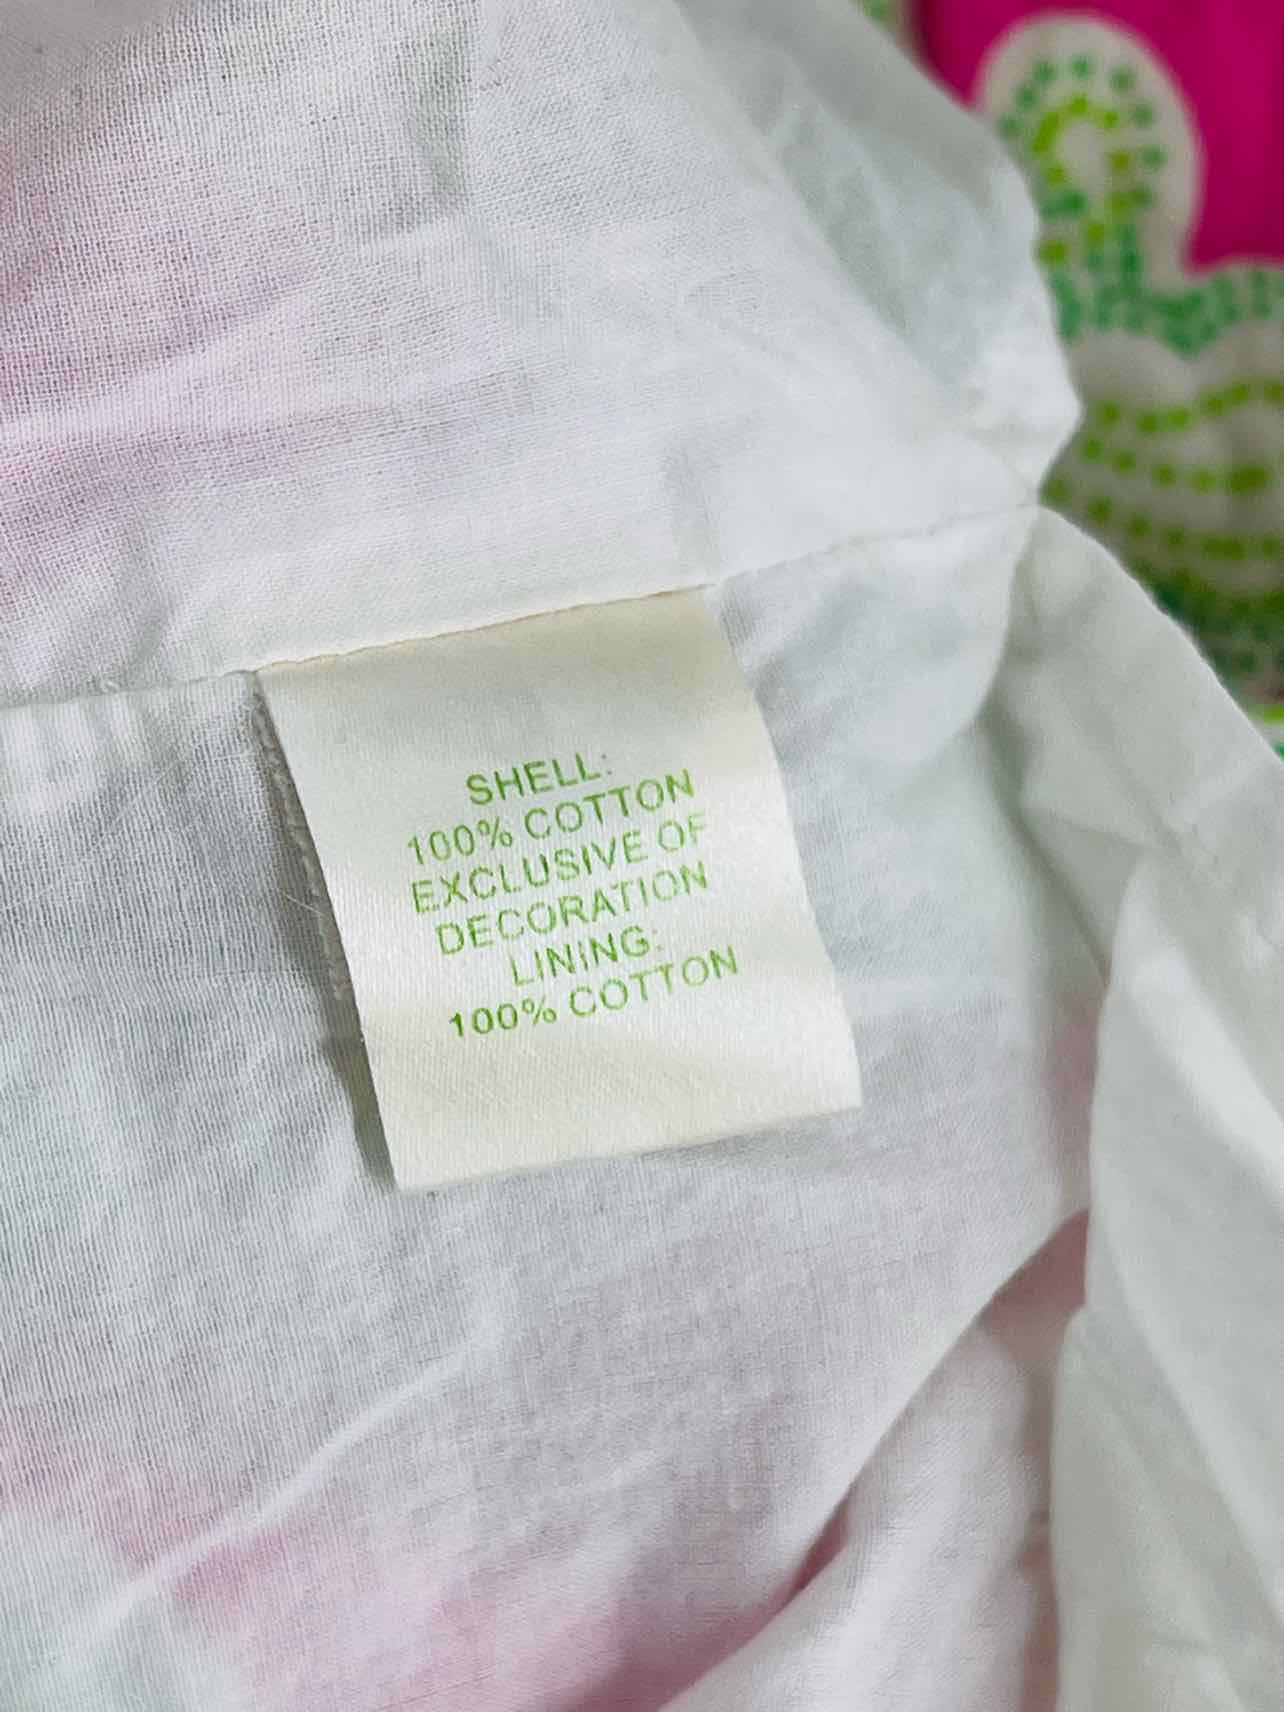 SHELL:
100% COTTON
EXCLUSIVE OF
DECORATION
LINING:
100% COTTON